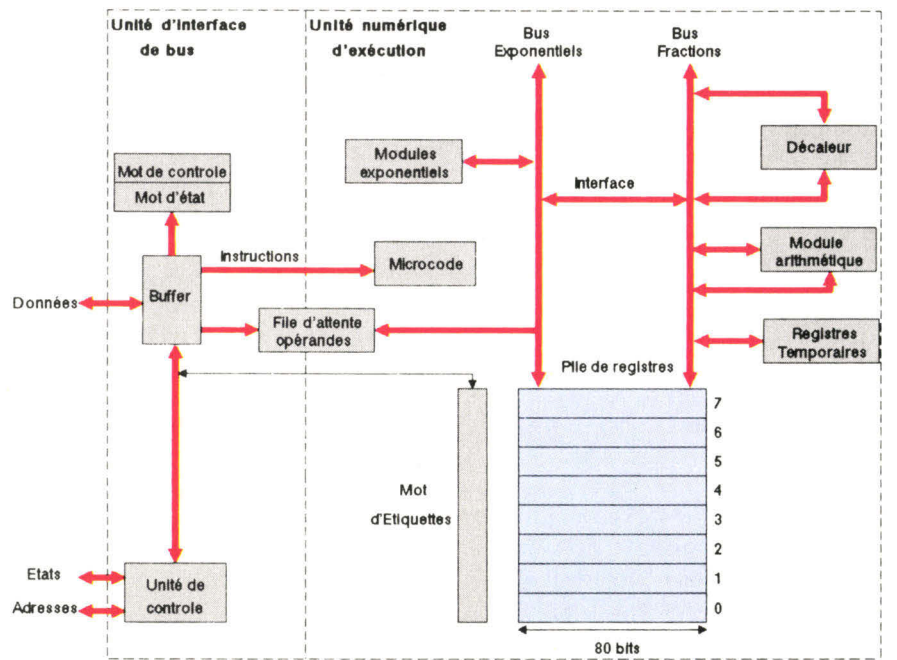 Unité d'interface
de bus
Unité numérique
d'exécution
Bus
Exponentiels
Bus
Fractions
Décaleur
Modules
exponentiels
Mot de controle
Mot d'état
Interface
Instructions
Microcode
Module
arithmétique
Données
Buffer
File d'attente
opérandes
Registres
Temporaires
Pile de registres
7
6
5
4
3
2
1
0
Mot
d'Etiquettes
Etats
Adresses
Unité de
controle
80 bits